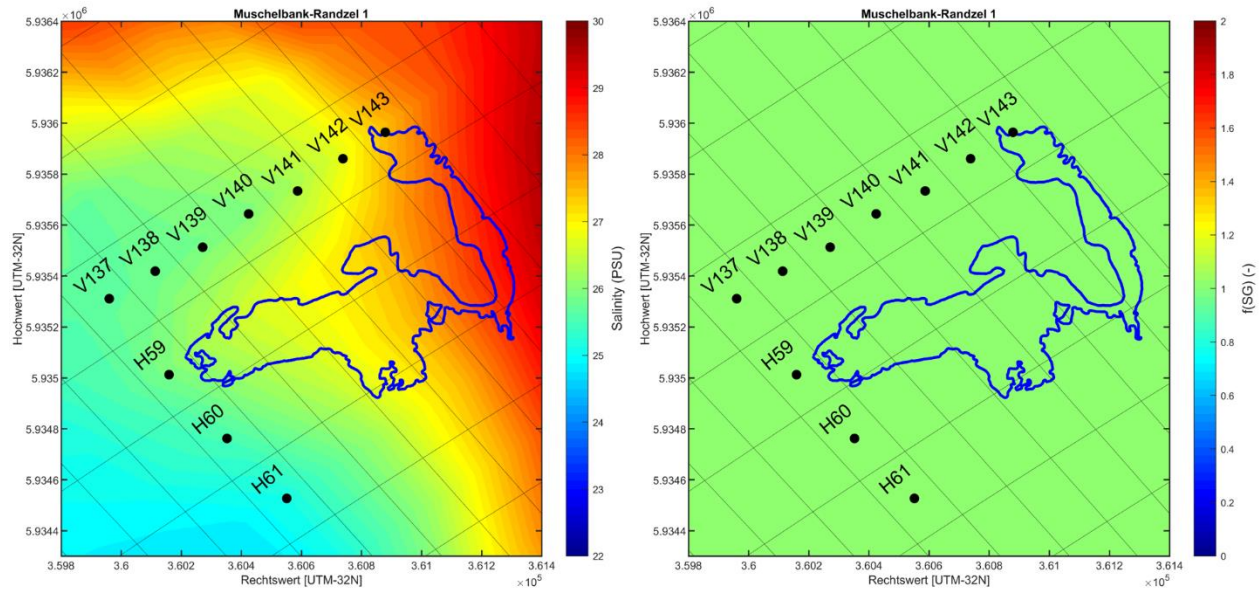 Muschelbank-Randzel 1
×10⁶
5.9364
5.9362
5.936
5.9358
5.9356
5.9354
5.9352
5.935
5.9348
5.9346
5.9344
Hochwert [UTM-32N]
V143
V142
V141
V140
V139
V138
V137
H59
H60
H61
3.598 3.6 3.602 3.604 3.606 3.608 3.61 3.612 3.614
Rechtswert [UTM-32N]
×10⁵
30
29
28
27
26
25
24
23
22
Salinity (PSU)
Muschelbank-Randzel 1
×10⁶
5.9364
5.9362
5.936
5.9358
5.9356
5.9354
5.9352
5.935
5.9348
5.9346
5.9344
Hochwert [UTM-32N]
V143
V142
V141
V140
V139
V138
V137
H59
H60
H61
3.598 3.6 3.602 3.604 3.606 3.608 3.61 3.612 3.614
Rechtswert [UTM-32N]
×10⁵
2
1.8
1.6
1.4
1.2
1
0.8
0.6
0.4
0.2
0
f(SG) (-)